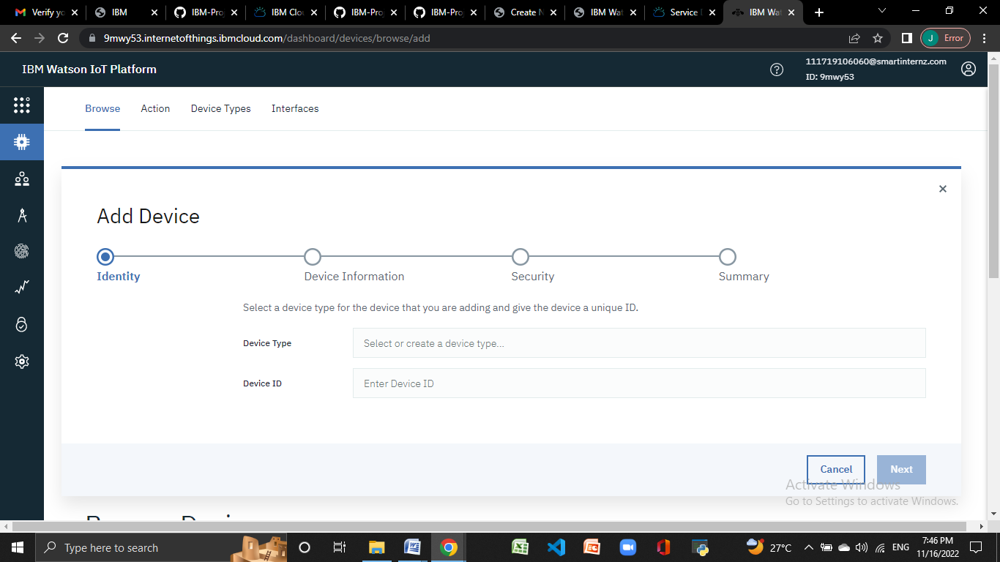 Verify yo
IBM
IBM-Pro
IBM Clou
IBM-Pro
IBM-Pro
Create N
IBM Wat
Service D
IBM Wat
9mwy53.internetofthings.ibmcloud.com/dashboard/devices/browse/add
J Error
IBM Watson IoT Platform
111719106060@smartinternz.com
ID: 9mwy53
Browse Action Device Types Interfaces
Add Device
Identity Device Information Security Summary
Select a device type for the device that you are adding and give the device a unique ID.
Device Type Select or create a device type...
Device ID Enter Device ID
Cancel Next
Activate Windows
Go to Settings to activate Windows.
Type here to search
27°C
ENG
7:46 PM
11/16/2022